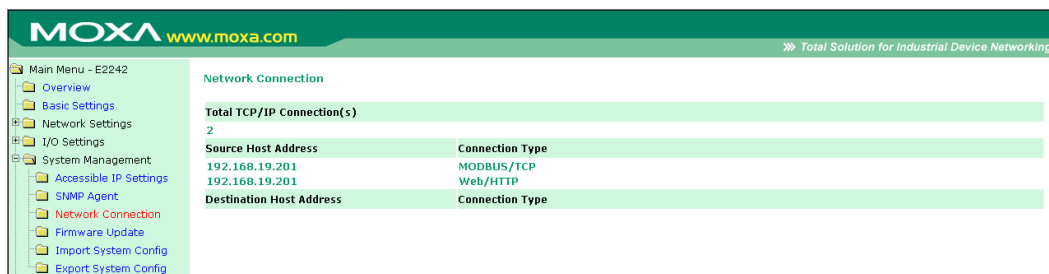 MOXA www.moxa.com
Total Solution for Industrial Device Networking
Main Menu - E2242
Overview
Basic Settings
Network Settings
I/O Settings
System Management
Accessible IP Settings
SNMP Agent
Network Connection
Firmware Update
Import System Config
Export System Config
Network Connection
Total TCP/IP Connection(s)
2
Source Host Address Connection Type
192.168.19.201 MODBUS/TCP
192.168.19.201 Web/HTTP
Destination Host Address Connection Type